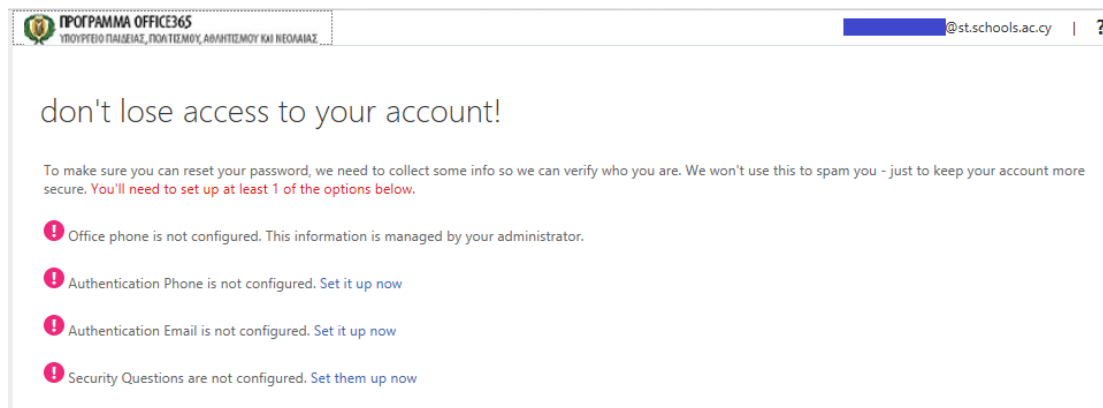 ΠΡΟΓΡΑΜΜΑ OFFICE365
ΥΠΟΥΡΓΕΙΟ ΠΑΙΔΕΙΑΣ, ΠΟΛΙΤΙΣΜΟΥ, ΑΘΛΗΤΙΣΜΟΥ ΚΑΙ ΝΕΟΛΑΙΑΣ
@st.schools.ac.cy | ?
don't lose access to your account!
To make sure you can reset your password, we need to collect some info so we can verify who you are. We won't use this to spam you - just to keep your account more
secure. You'll need to set up at least 1 of the options below.
! Office phone is not configured. This information is managed by your administrator.
! Authentication Phone is not configured. Set it up now
! Authentication Email is not configured. Set it up now
! Security Questions are not configured. Set them up now